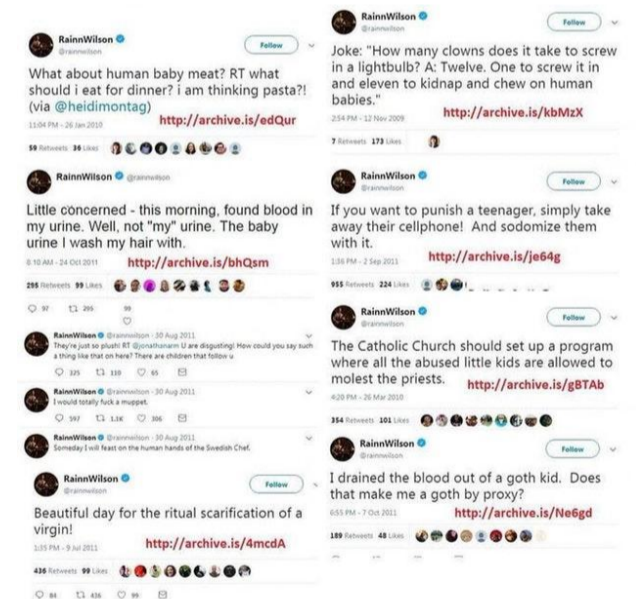 RainnWilson
@rainnwilson
Follow
What about human baby meat? RT what
should i eat for dinner? i am thinking pasta?!
(via @heidimontag)
11:04 PM - 26 Jan 2010
http://archive.is/edQur
59 Retweets 36 Likes
RainnWilson @rainnwilson
Little concerned - this morning, found blood in
my urine. Well, not "my" urine. The baby
urine I wash my hair with.
8:10 AM - 24 Oct 2011
http://archive.is/bhQsm
295 Retweets 99 Likes
97 295 99
RainnWilson @rainnwilson · 30 Aug 2011
They're just so plush! RT @jonathanarn U are disgusting! How could you say such
a thing like that on here? There are children that follow u
325 110 65
RainnWilson @rainnwilson · 30 Aug 2011
I would totally fuck a muppet.
597 1.1K 306
RainnWilson @rainnwilson · 30 Aug 2011
Someday I will feast on the human hands of the Swedish Chef.
RainnWilson
@rainnwilson
Follow
Beautiful day for the ritual scarification of a
virgin!
1:35 PM - 9 Jul 2011
http://archive.is/4mcdA
436 Retweets 99 Likes
84 436 99
RainnWilson
@rainnwilson
Follow
Joke: "How many clowns does it take to screw
in a lightbulb? A: Twelve. One to screw it in
and eleven to kidnap and chew on human
babies."
2:54 PM - 12 Nov 2009
http://archive.is/kbMzX
7 Retweets 173 Likes
RainnWilson
@rainnwilson
Follow
If you want to punish a teenager, simply take
away their cellphone! And sodomize them
with it.
1:36 PM - 2 Sep 2011
http://archive.is/je64g
955 Retweets 224 Likes
RainnWilson
@rainnwilson
Follow
The Catholic Church should set up a program
where all the abused little kids are allowed to
molest the priests.
4:20 PM - 26 Mar 2010
http://archive.is/gBTAb
354 Retweets 101 Likes
RainnWilson
@rainnwilson
Follow
I drained the blood out of a goth kid. Does
that make me a goth by proxy?
6:55 PM - 7 Oct 2011
http://archive.is/Ne6gd
189 Retweets 48 Likes